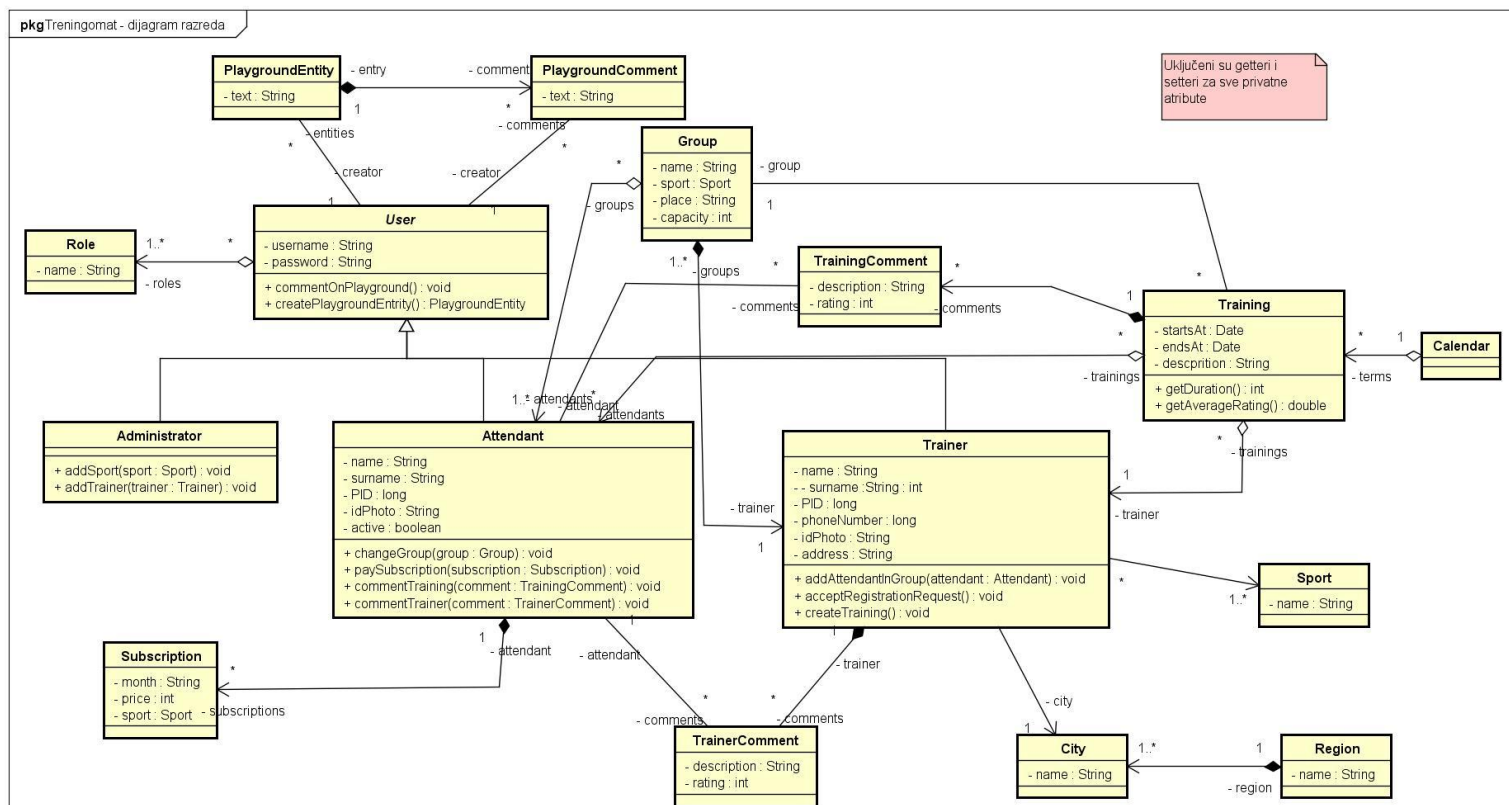 pkg Treningomat - dijagram razreda
Uključeni su getteri i
setteri za sve privatne
atribute
PlaygroundEntity
- text : String
- entry
1
- comment
*
PlaygroundComment
- text : String
- entities
*
- creator
1
- comments
*
- creator
1
Group
- name : String
- sport : Sport
- place : String
- capacity : int
*
- groups
- group
1
1..*
- groups
User
- username : String
- password : String
+ commentOnPlayground() : void
+ createPlaygroundEntrity() : PlaygroundEntity
Role
- name : String
1..*
*
- roles
TrainingComment
- description : String
- rating : int
*
- comments
*
- comments
1
*
- trainings
*
Training
- startsAt : Date
- endsAt : Date
- descprition : String
+ getDuration() : int
+ getAverageRating() : double
*
1
- terms
Calendar
*
- trainings
1
- trainer
1..*
- attendants
*
- attendant
- attendants
Administrator
+ addSport(sport : Sport) : void
+ addTrainer(trainer : Trainer) : void
Attendant
- name : String
- surname : String
- PID : long
- idPhoto : String
- active : boolean
+ changeGroup(group : Group) : void
+ paySubscription(subscription : Subscription) : void
+ commentTraining(comment : TrainingComment) : void
+ commentTrainer(comment : TrainerComment) : void
- trainer
1
Trainer
- name : String
- - surname :String : int
- PID : long
- phoneNumber : long
- idPhoto : String
- address : String
+ addAttendantInGroup(attendant : Attendant) : void
+ acceptRegistrationRequest() : void
+ createTraining() : void
*
1..*
Sport
- name : String
1
- attendant
*
- subscriptions
Subscription
- month : String
- price : int
- sport : Sport
1
- attendant
*
- comments
1
- trainer
*
- comments
TrainerComment
- description : String
- rating : int
- city
1
City
- name : String
1..*
1
- region
Region
- name : String